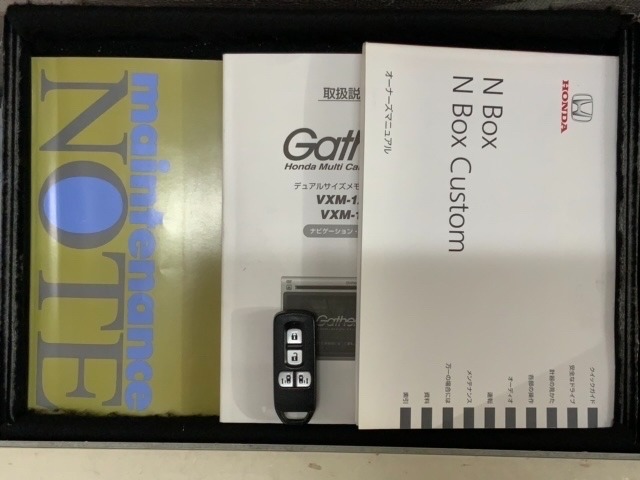 maintenance
NOTE
取扱説
Gath
Honda Multi Ca
デュアルサイズメモ
VXM-1
VXM-1
ナビゲーション
Gathe
HONDA
N Box
N Box Custom
オーナーズマニュアル
クイックガイド
安全なドライブ
計器の見かた
各部の操作
オーディオ
運転
メンテナンス
万一の場合には
資料
索引